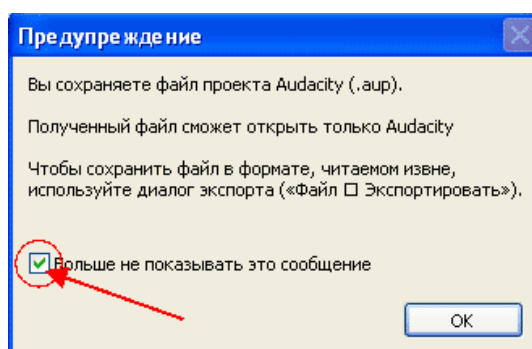 Предупреждение
Вы сохраняете файл проекта Audacity (.aup).
Полученный файл сможет открыть только Audacity
Чтобы сохранить файл в формате, читаемом извне,
используйте диалог экспорта («Файл □ Экспортировать»).
Больше не показывать это сообщение
OK